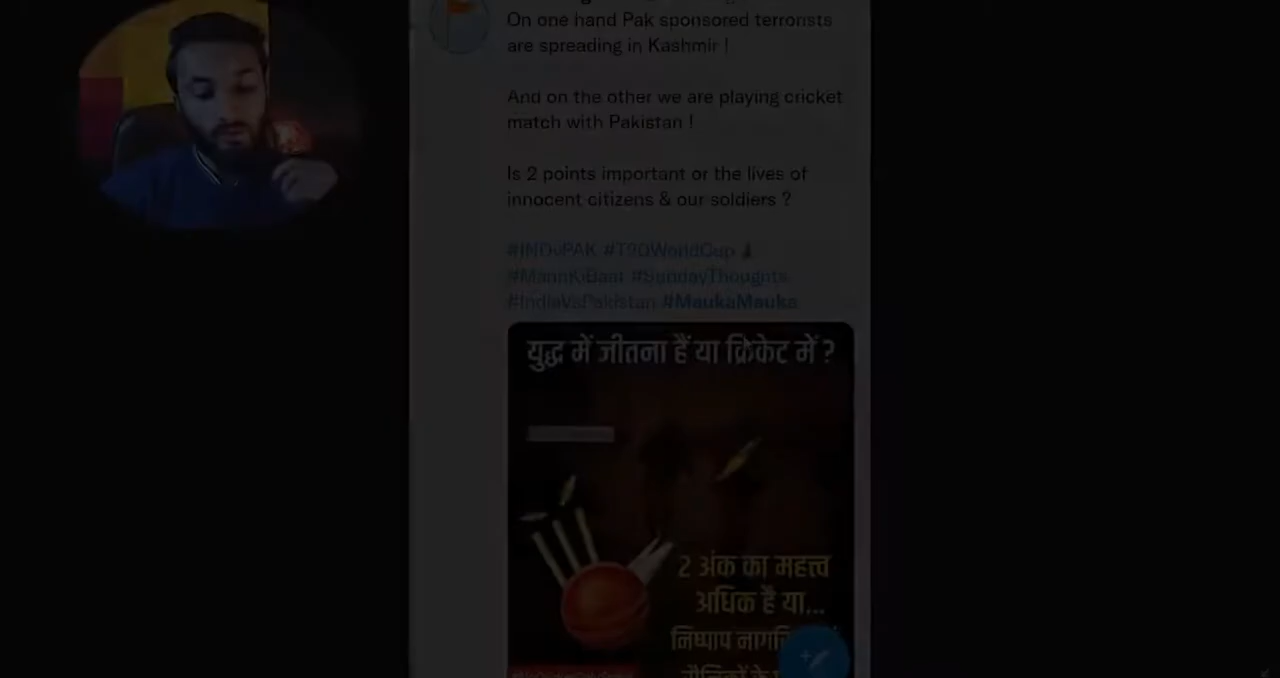 On one hand Pak sponsored terrorists
are spreading in Kashmir !
And on the other we are playing cricket
match with Pakistan !
Is 2 points important or the lives of
innocent citizens & our soldiers ?
#INDvPAK #T20WorldCup
#MannKiBaat #SundayThoughts
#IndiaVsPakistan #MaukaMauka
युद्ध में जीतना हैं या क्रिकेट में ?
2 अंक का महत्त्व
अधिक है या...
निष्पाप